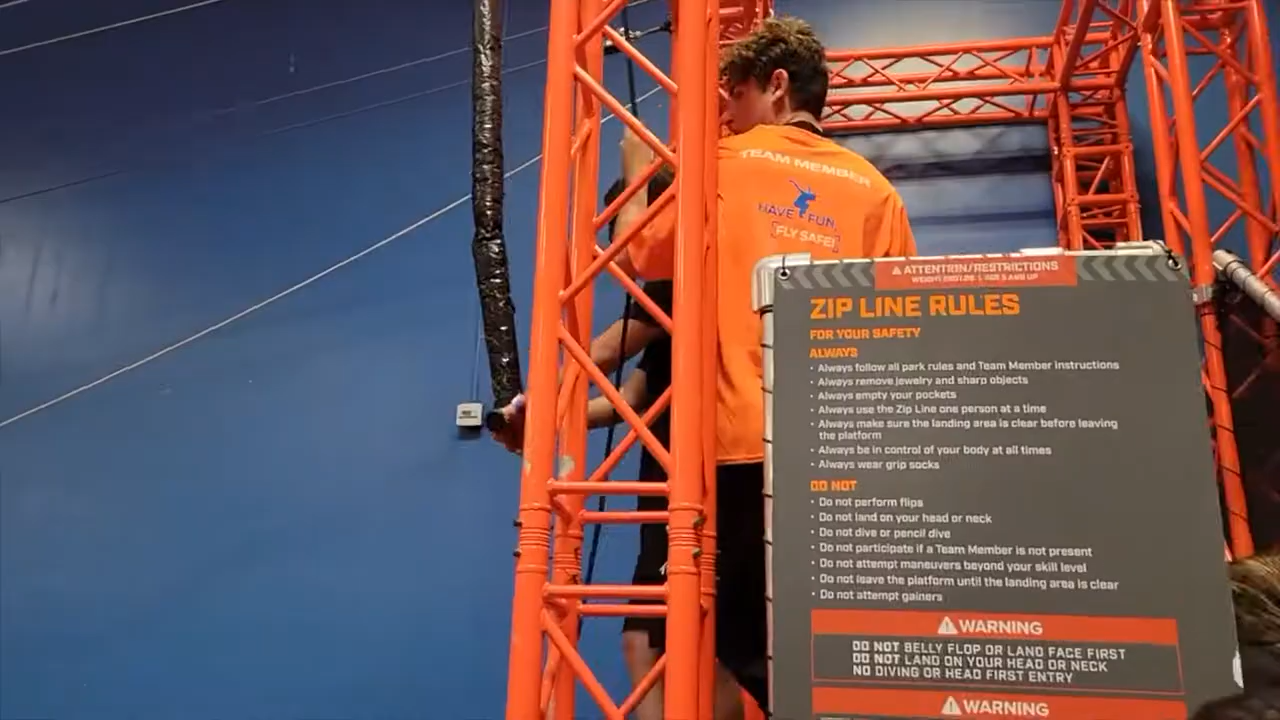 TEAM MEMBER
HAVE FUN,
[FLY SAFE!]
ATTENTION/RESTRICTIONS
ZIP LINE RULES
FOR YOUR SAFETY
ALWAYS
• Always follow all park rules and Team Member instructions
• Always remove jewelry and sharp objects
• Always empty your pockets
• Always use the Zip Line one person at a time
• Always make sure the landing area is clear before leaving
the platform
• Always be in control of your body at all times
• Always wear grip socks
DO NOT
• Do not perform flips
• Do not land on your head or neck
• Do not dive or pencil dive
• Do not participate if a Team Member is not present
• Do not attempt maneuvers beyond your skill level
• Do not leave the platform until the landing area is clear
• Do not attempt gainers
WARNING
DO NOT BELLY FLOP OR LAND FACE FIRST
DO NOT LAND ON YOUR HEAD OR NECK
NO DIVING OR HEAD FIRST ENTRY
WARNING